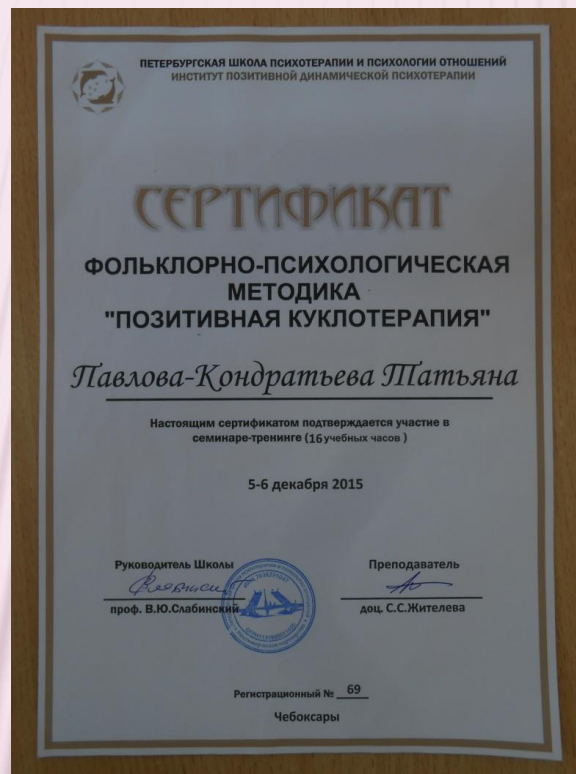 ПЕТЕРБУРГСКАЯ ШКОЛА ПСИХОТЕРАПИИ И ПСИХОЛОГИИ ОТНОШЕНИЙ
ИНСТИТУТ ПОЗИТИВНОЙ ДИНАМИЧЕСКОЙ ПСИХОТЕРАПИИ
СЕРТИФИКАТ
ФОЛЬКЛОРНО-ПСИХОЛОГИЧЕСКАЯ
МЕТОДИКА
"ПОЗИТИВНАЯ КУКЛОТЕРАПИЯ"
Павлова-Кондратьева Татьяна
Настоящим сертификатом подтверждается участие в
семинаре-тренинге (16 учебных часов )
5-6 декабря 2015
Руководитель Школы
проф. В.Ю.Слабинский
Преподаватель
доц. С.С.Жителева
Регистрационный № 69
Чебоксары